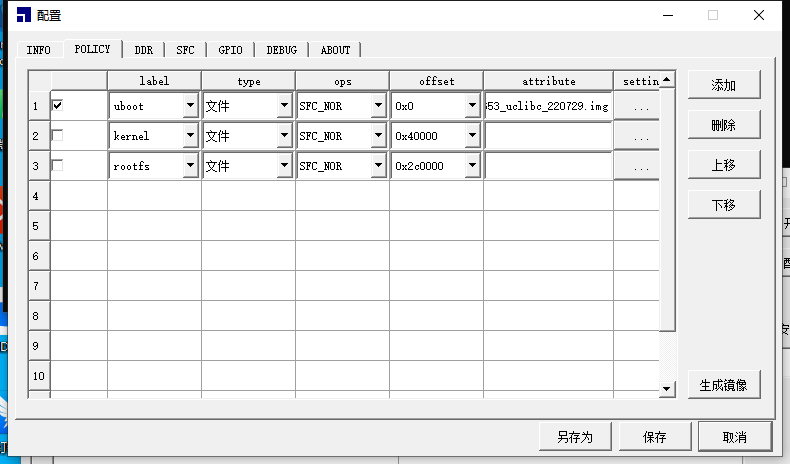 配置
INFO POLICY DDR SFC GPIO DEBUG ABOUT
label type ops offset attribute settin
添加
1 uboot 文件 SFC_NOR 0x0 i53_uclibc_220729.img ...
删除
2 kernel 文件 SFC_NOR 0x40000 ...
上移
3 rootfs 文件 SFC_NOR 0x2c0000 ...
4
下移
5
6
7
8
9
10
生成镜像
另存为 保存 取消